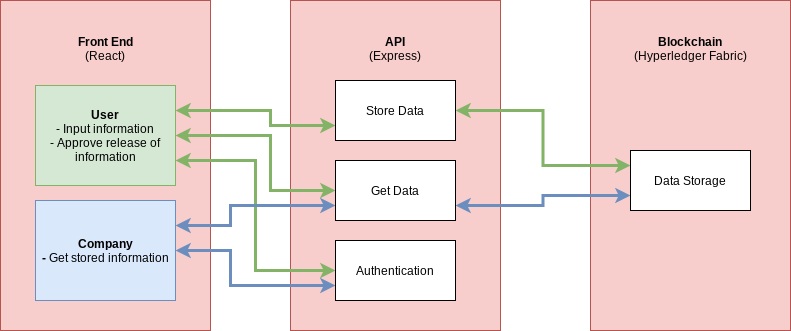 Front End
(React)
User
- Input information
- Approve release of
information
Company
- Get stored information
API
(Express)
Store Data
Get Data
Authentication
Blockchain
(Hyperledger Fabric)
Data Storage